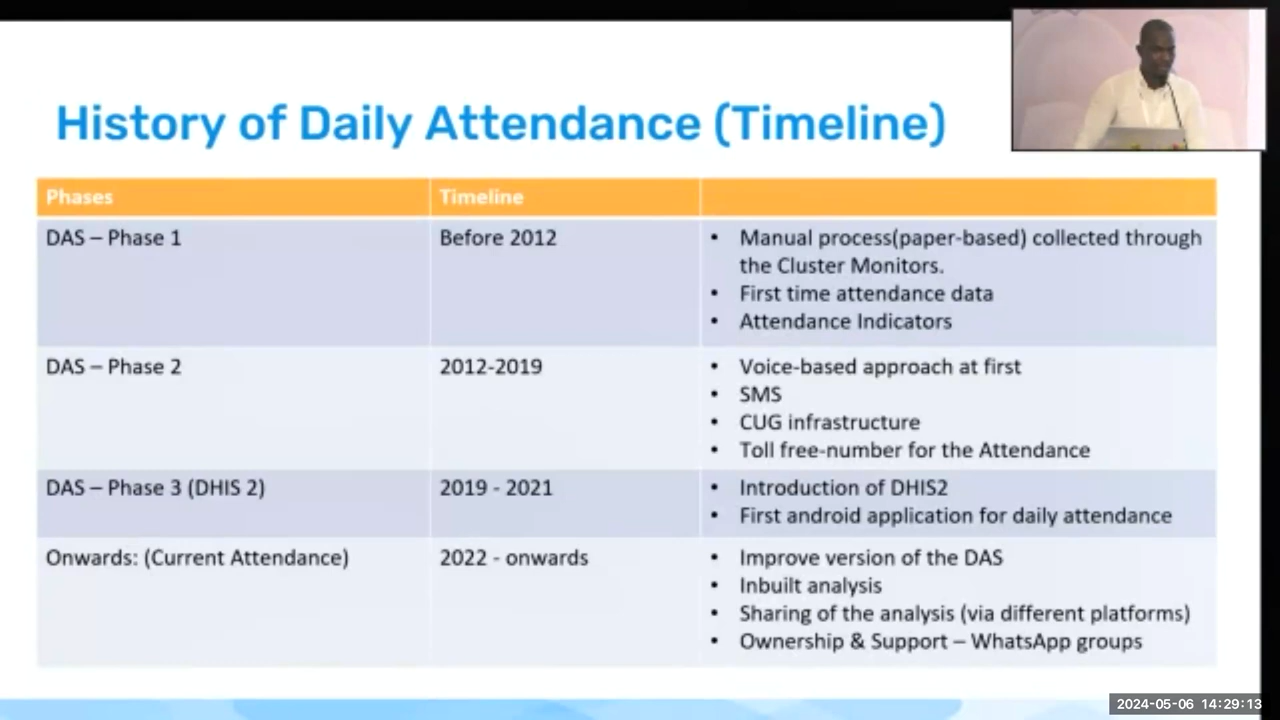 History of Daily Attendance (Timeline)
Phases
Timeline
DAS – Phase 1
Before 2012
• Manual process(paper-based) collected through
the Cluster Monitors.
• First time attendance data
• Attendance Indicators
DAS – Phase 2
2012-2019
• Voice-based approach at first
• SMS
• CUG infrastructure
• Toll free-number for the Attendance
DAS – Phase 3 (DHIS 2)
2019 - 2021
• Introduction of DHIS2
• First android application for daily attendance
Onwards: (Current Attendance)
2022 - onwards
• Improve version of the DAS
• Inbuilt analysis
• Sharing of the analysis (via different platforms)
• Ownership & Support – WhatsApp groups
2024-05-06 14:29:13